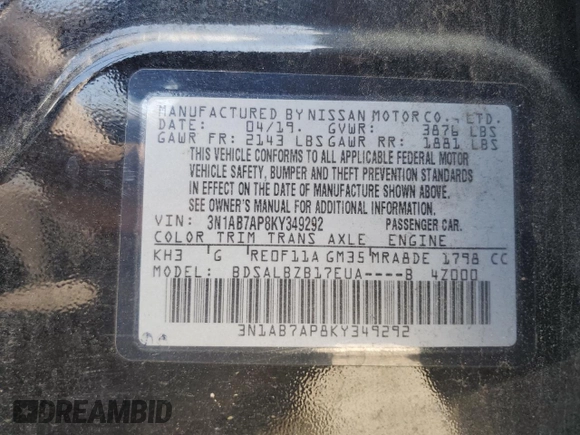 MANUFACTURED BY NISSAN MOTOR CO., LTD.
DATE: 04/19. GVWR: 3876 LBS
GAWR FR: 2143 LBS GAWR RR: 1881 LBS
THIS VEHICLE CONFORMS TO ALL APPLICABLE FEDERAL MOTOR
VEHICLE SAFETY, BUMPER AND THEFT PREVENTION STANDARDS
IN EFFECT ON THE DATE OF MANUFACTURE SHOWN ABOVE.
SEE OWNER'S MANUAL FOR ADDITIONAL INFORMATION.
VIN: 3N1AB7AP8KY349292 PASSENGER CAR.
COLOR TRIM TRANS AXLE ENGINE
KH3 G RE0F11A GM35 MRA8DE 1798 CC
MODEL: BDSALBZB17EUA----B 4Z000
3N1AB7AP8KY349292
DREAMBID